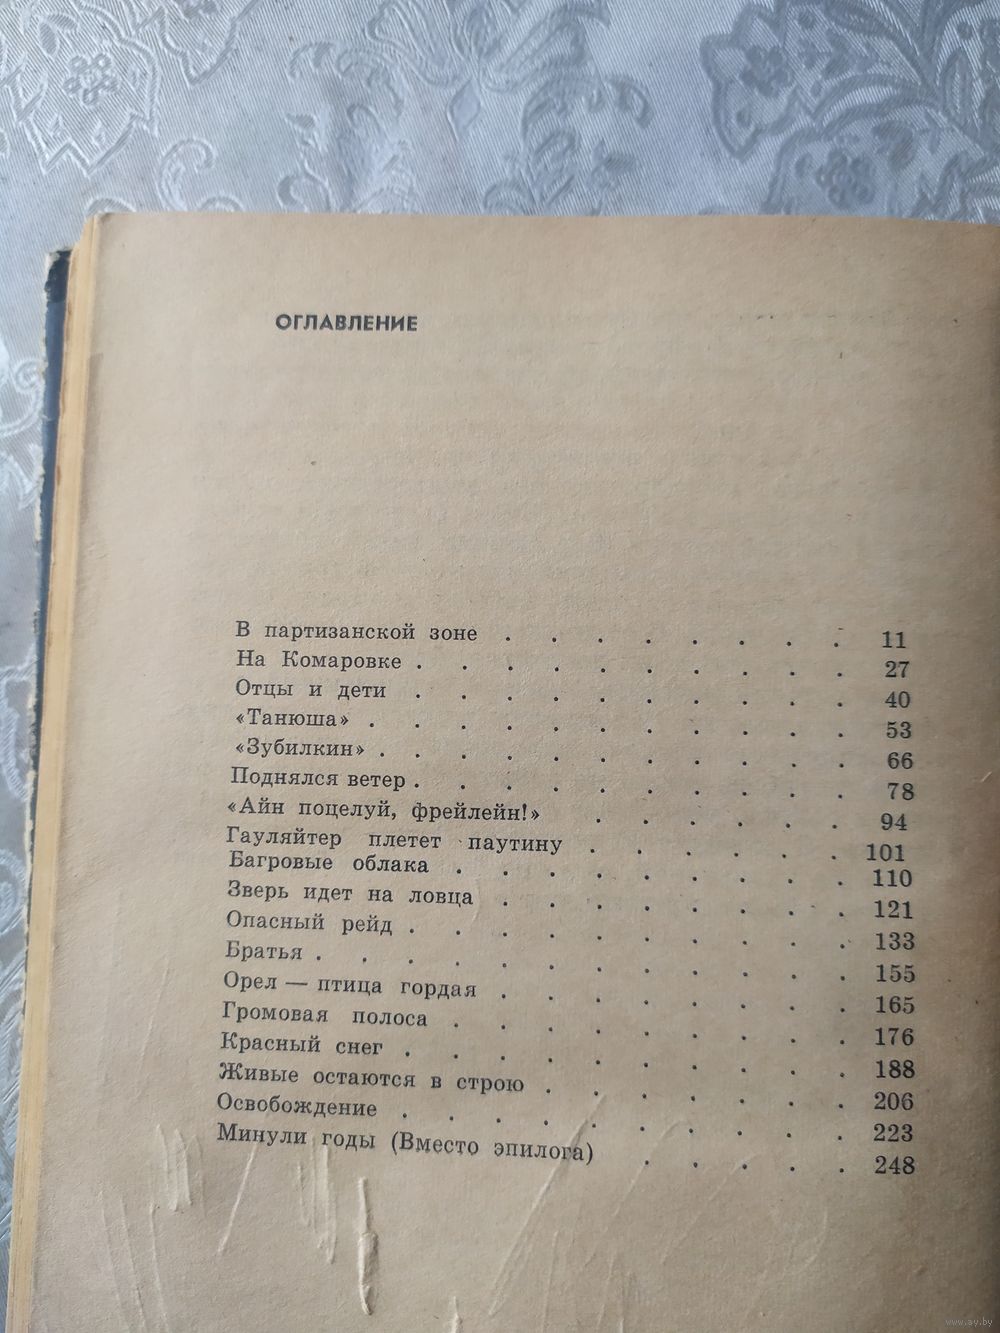 ОГЛАВЛЕНИЕ
В партизанской зоне . . . . . . . . 11
На Комаровке . . . . . . . . . . 27
Отцы и дети . . . . . . . . . . 40
«Танюша» . . . . . . . . . . . 53
«Зубилкин» . . . . . . . . . . . 66
Поднялся ветер . . . . . . . . . . 78
«Айн поцелуй, фрейлейн!» . . . . . . 94
Гауляйтер плетет паутину . . . . . . 101
Багровые облака . . . . . . . . . 110
Зверь идет на ловца . . . . . . . . 121
Опасный рейд . . . . . . . . . . 133
Братья . . . . . . . . . . . . 155
Орел — птица гордая . . . . . . . . 165
Громовая полоса . . . . . . . . . 176
Красный снег . . . . . . . . . . 188
Живые остаются в строю . . . . . . . 206
Освобождение . . . . . . . . . . 223
Минули годы (Вместо эпилога) . . . . . 248
www.ay.by